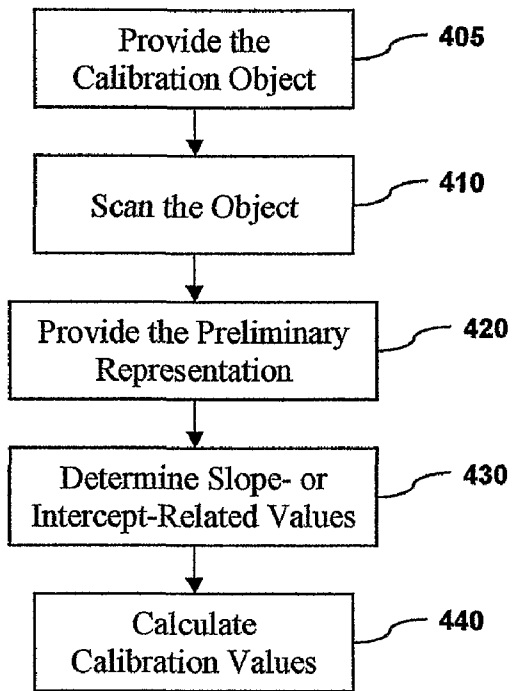 Provide the
Calibration Object
405
Scan the Object
410
Provide the Preliminary
Representation
420
Determine Slope- or
Intercept-Related Values
430
Calculate
Calibration Values
440